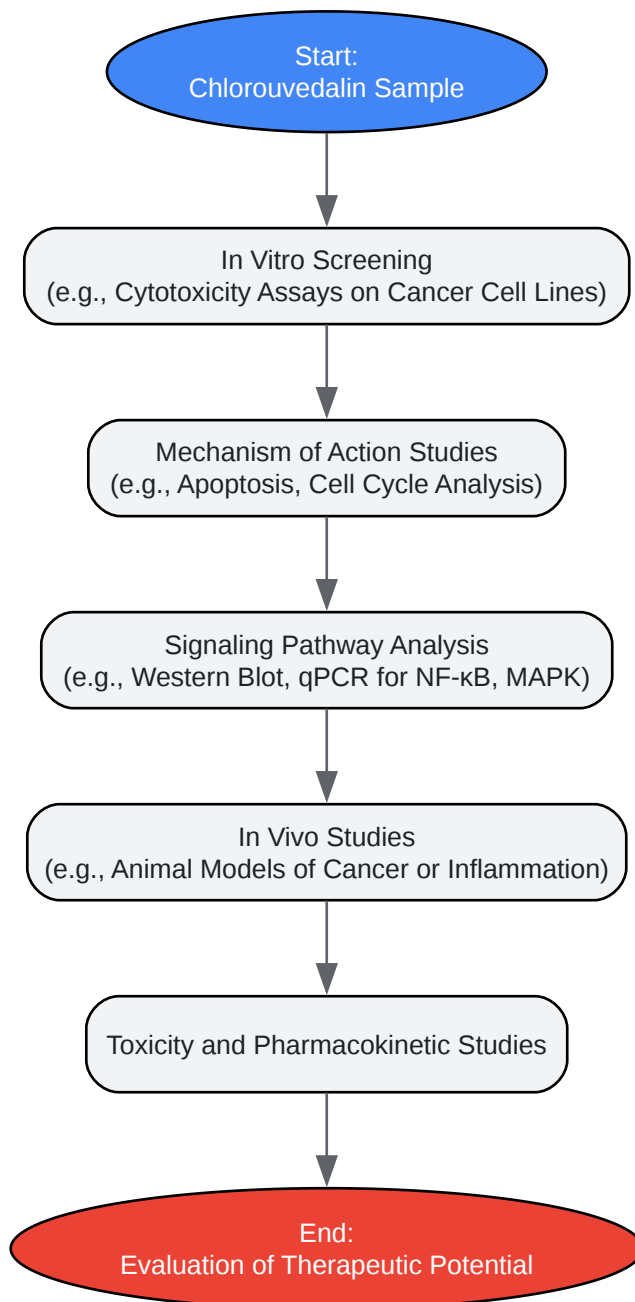 Start:
Chlorouvedalin Sample
In Vitro Screening
(e.g., Cytotoxicity Assays on Cancer Cell Lines)
Mechanism of Action Studies
(e.g., Apoptosis, Cell Cycle Analysis)
Signaling Pathway Analysis
(e.g., Western Blot, qPCR for NF-κB, MAPK)
In Vivo Studies
(e.g., Animal Models of Cancer or Inflammation)
Toxicity and Pharmacokinetic Studies
End:
Evaluation of Therapeutic Potential